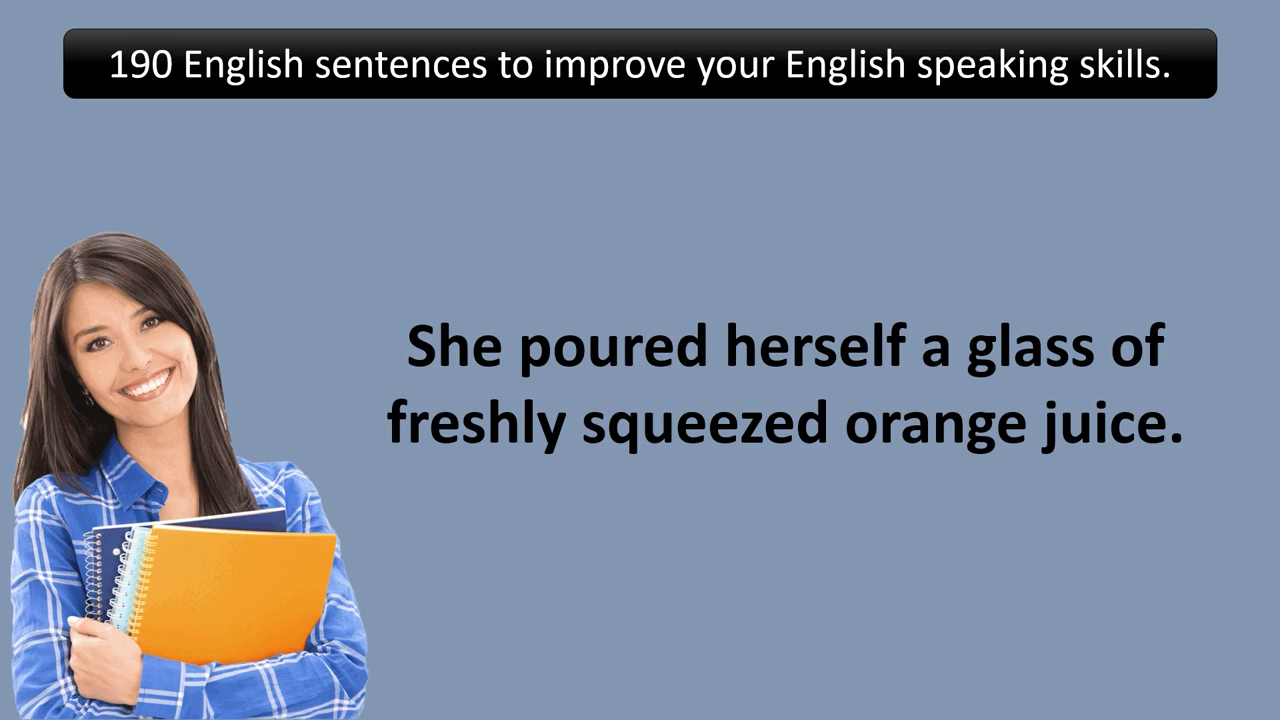 190 English sentences to improve your English speaking skills.
She poured herself a glass of
freshly squeezed orange juice.